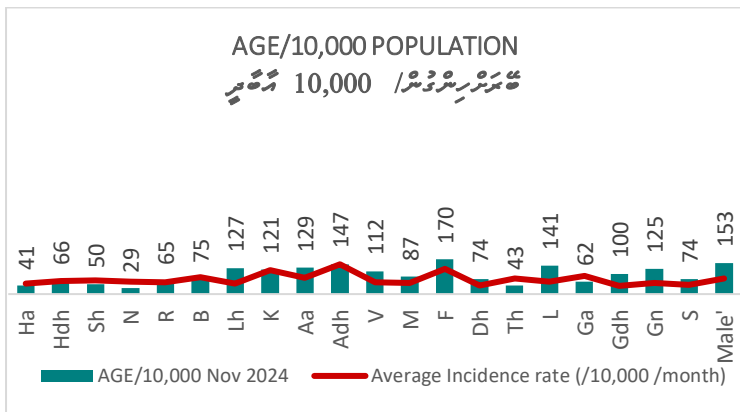 AGE/10,000 POPULATION
ބޭރަށްހިންގުން/ 10,000 އާބާދީ
41 66 50 29 65 75 127 121 129 147 112 87 170 74 43 141 62 100 125 74 153
Ha Hdh Sh N R B Lh K Aa Adh V M F Dh Th L Ga Gdh Gn S Male'
AGE/10,000 Nov 2024 Average Incidence rate (/10,000 /month)